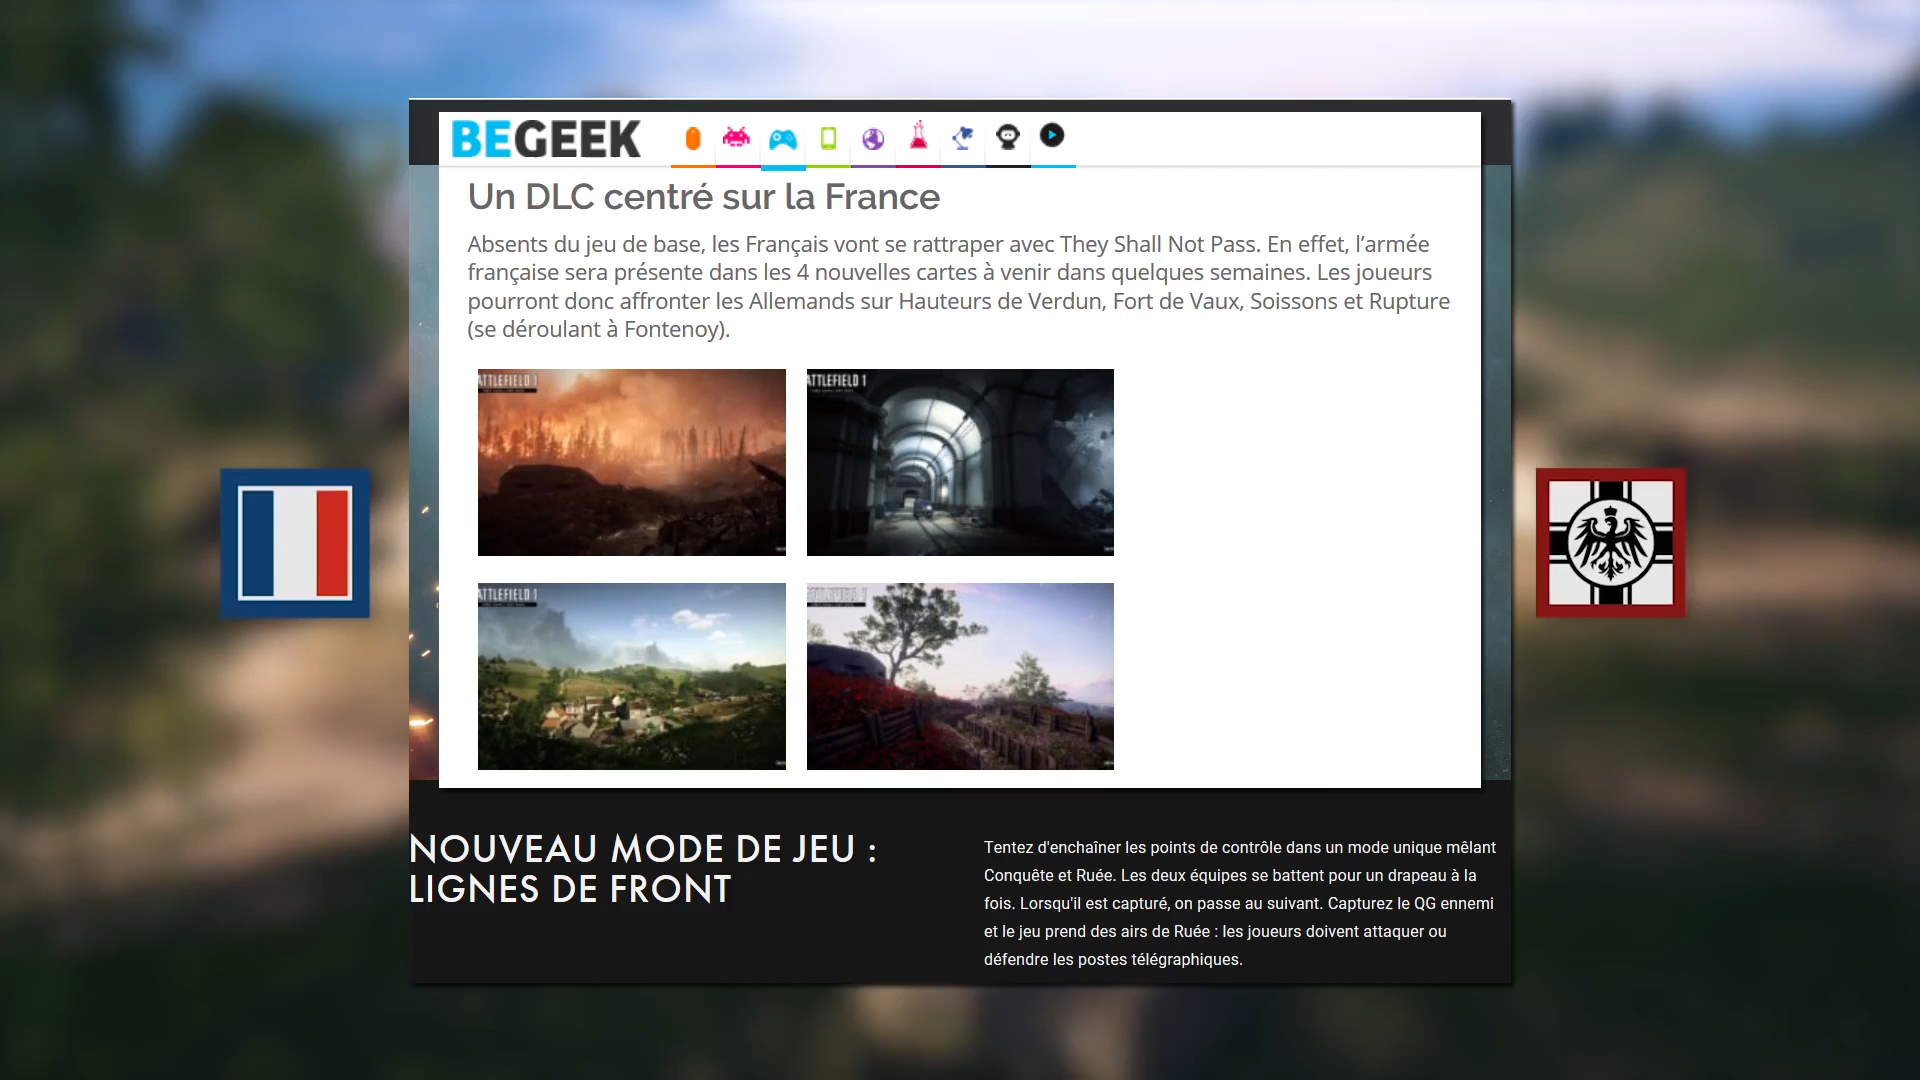 BEGEEK
Un DLC centré sur la France
Absents du jeu de base, les Français vont se rattraper avec They Shall Not Pass. En effet, l’armée
française sera présente dans les 4 nouvelles cartes à venir dans quelques semaines. Les joueurs
pourront donc affronter les Allemands sur Hauteurs de Verdun, Fort de Vaux, Soissons et Rupture
(se déroulant à Fontenoy).
ATTLEFIELD 1
ATTLEFIELD 1
ATTLEFIELD 1
NOUVEAU MODE DE JEU :
LIGNES DE FRONT
Tentez d'enchaîner les points de contrôle dans un mode unique mêlant
Conquête et Ruée. Les deux équipes se battent pour un drapeau à la
fois. Lorsqu'il est capturé, on passe au suivant. Capturez le QG ennemi
et le jeu prend des airs de Ruée : les joueurs doivent attaquer ou
défendre les postes télégraphiques.